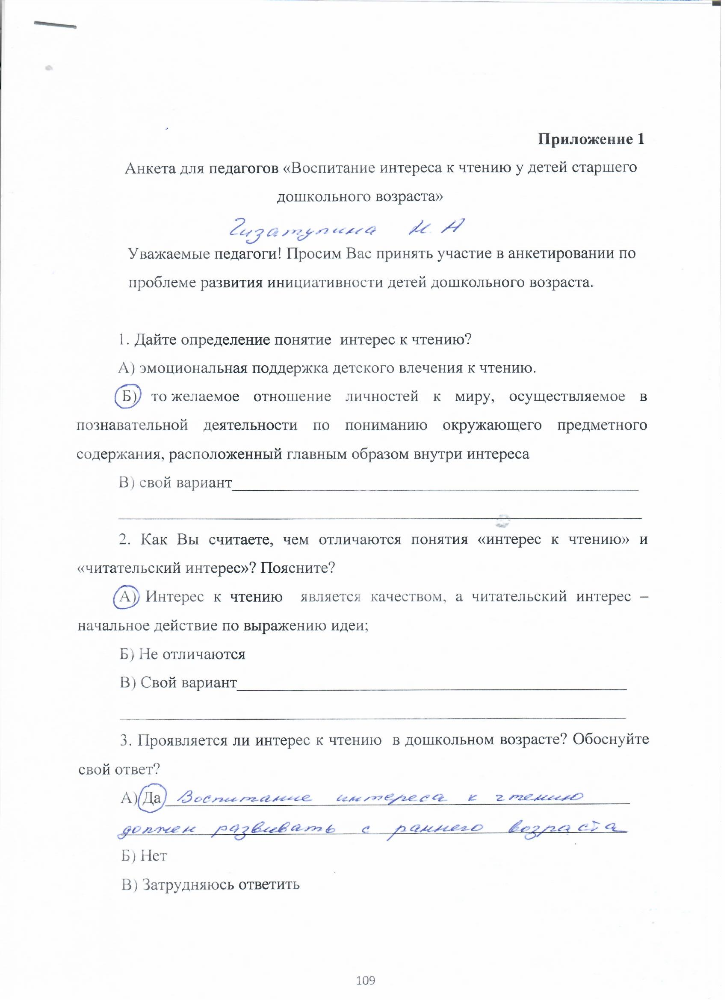 Приложение 1
Анкета для педагогов «Воспитание интереса к чтению у детей старшего
дошкольного возраста»
Гизатулина И. А
Уважаемые педагоги! Просим Вас принять участие в анкетировании по
проблеме развития инициативности детей дошкольного возраста.
1. Дайте определение понятие интерес к чтению?
А) эмоциональная поддержка детского влечения к чтению.
Б) то желаемое отношение личностей к миру, осуществляемое в
познавательной деятельности по пониманию окружающего предметного
содержания, расположенный главным образом внутри интереса
В) свой вариант
2. Как Вы считаете, чем отличаются понятия «интерес к чтению» и
«читательский интерес»? Поясните?
А) Интерес к чтению является качеством, а читательский интерес –
начальное действие по выражению идеи;
Б) Не отличаются
В) Свой вариант
3. Проявляется ли интерес к чтению в дошкольном возрасте? Обоснуйте
свой ответ?
А) Да Воспитание интереса к чтению
должен развивать с раннего возраста
Б) Нет
В) Затрудняюсь ответить
109